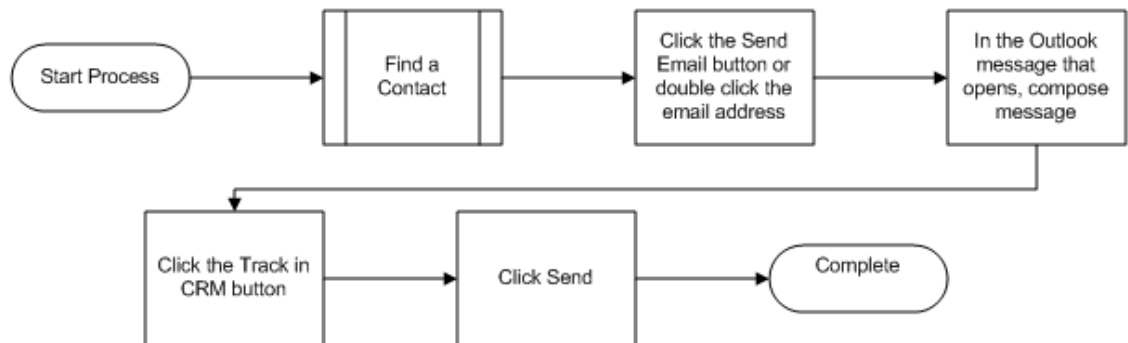 Start Process
Find a
Contact
Click the Send
Email button or
double click the
email address
In the Outlook
message that
opens, compose
message
Click the Track in
CRM button
Click Send
Complete